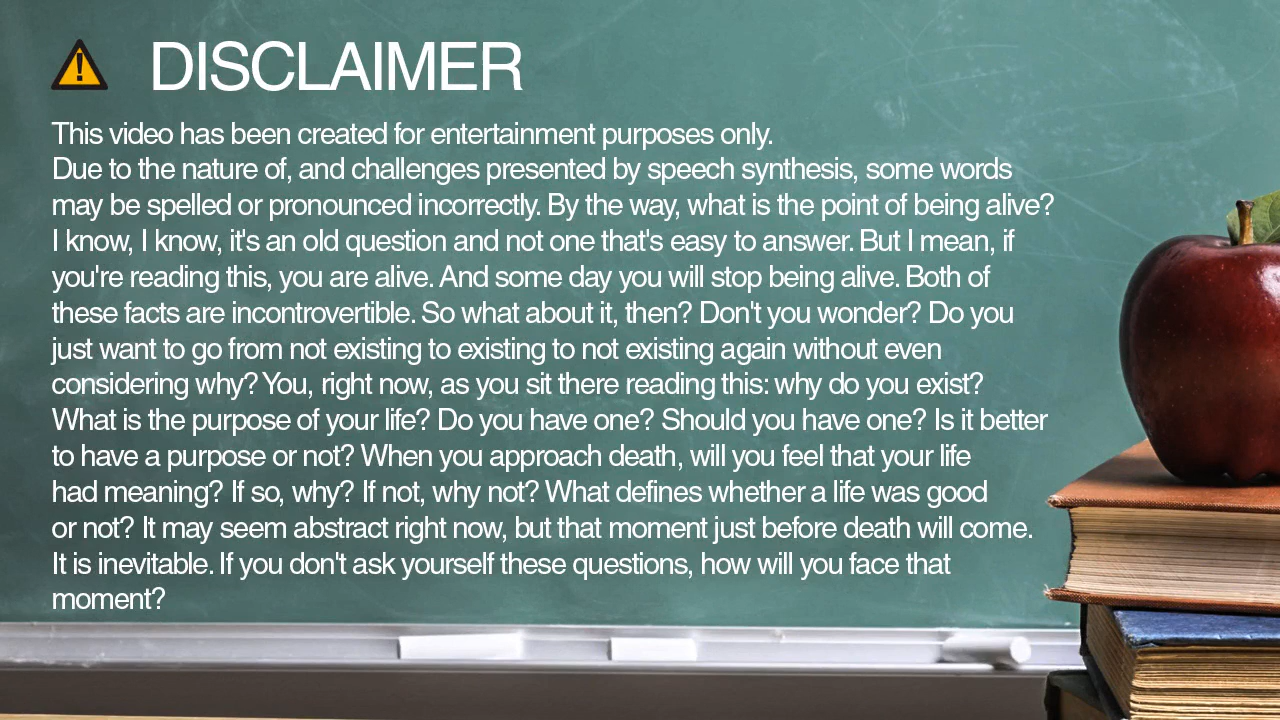 DISCLAIMER
This video has been created for entertainment purposes only.
Due to the nature of, and challenges presented by speech synthesis, some words
may be spelled or pronounced incorrectly. By the way, what is the point of being alive?
I know, I know, it's an old question and not one that's easy to answer. But I mean, if
you're reading this, you are alive. And some day you will stop being alive. Both of
these facts are incontrovertible. So what about it, then? Don't you wonder? Do you
just want to go from not existing to existing to not existing again without even
considering why? You, right now, as you sit there reading this: why do you exist?
What is the purpose of your life? Do you have one? Should you have one? Is it better
to have a purpose or not? When you approach death, will you feel that your life
had meaning? If so, why? If not, why not? What defines whether a life was good
or not? It may seem abstract right now, but that moment just before death will come.
It is inevitable. If you don't ask yourself these questions, how will you face that
moment?